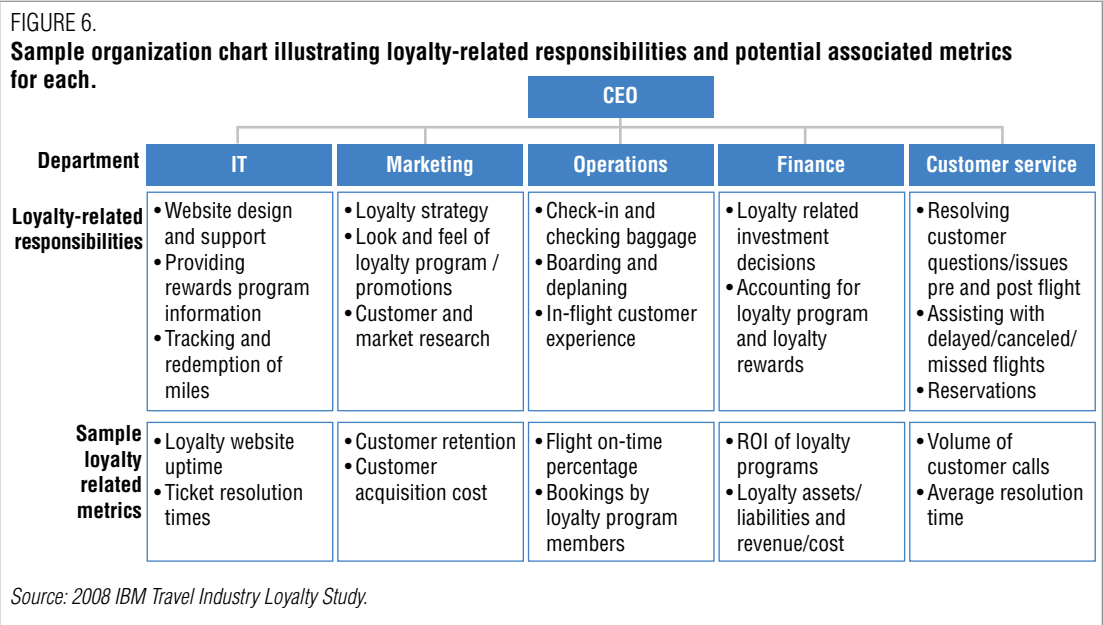 FIGURE 6.
Sample organization chart illustrating loyalty-related responsibilities and potential associated metrics
for each.
CEO
Department
IT
Marketing
Operations
Finance
Customer service
Loyalty-related
responsibilities
• Website design
and support
• Providing
rewards program
information
• Tracking and
redemption of
miles
• Loyalty strategy
• Look and feel of
loyalty program /
promotions
• Customer and
market research
• Check-in and
checking baggage
• Boarding and
deplaning
• In-flight customer
experience
• Loyalty related
investment
decisions
• Accounting for
loyalty program
and loyalty
rewards
• Resolving
customer
questions/issues
pre and post flight
• Assisting with
delayed/canceled/
missed flights
• Reservations
Sample
loyalty
related
metrics
• Loyalty website
uptime
• Ticket resolution
times
• Customer retention
• Customer
acquisition cost
• Flight on-time
percentage
• Bookings by
loyalty program
members
• ROI of loyalty
programs
• Loyalty assets/
liabilities and
revenue/cost
• Volume of
customer calls
• Average resolution
time
Source: 2008 IBM Travel Industry Loyalty Study.